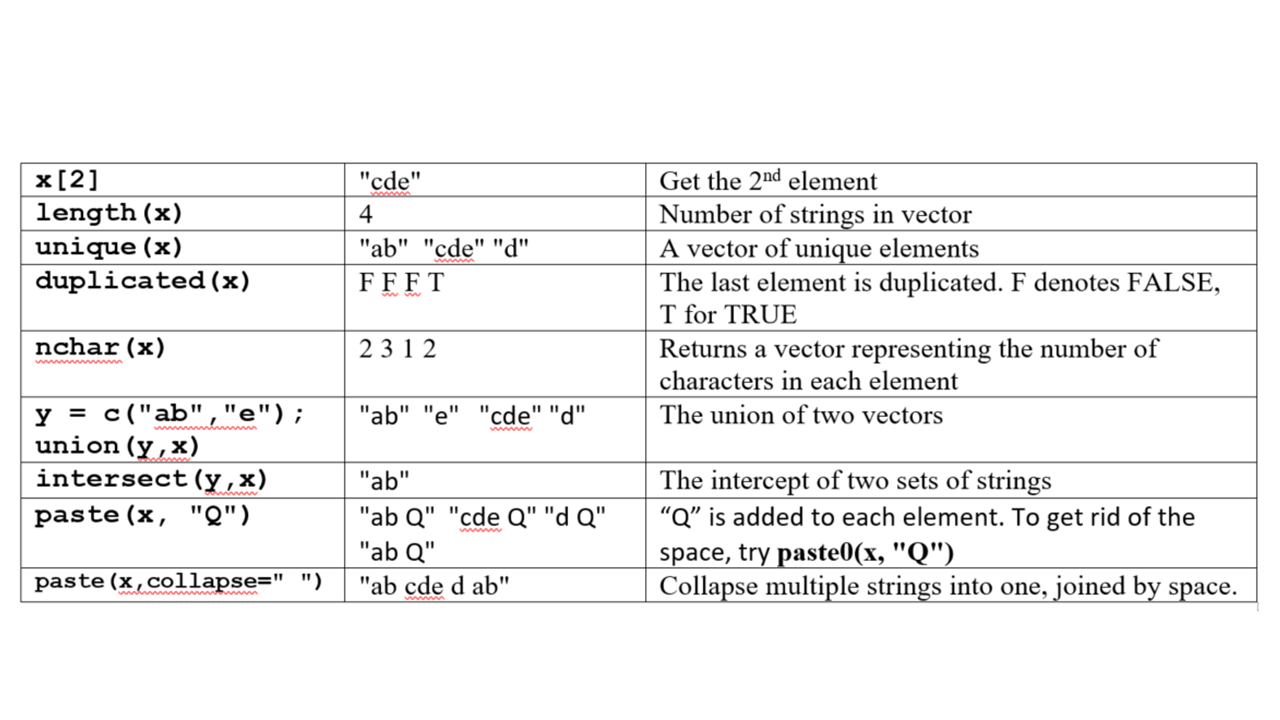 x[2] "cde" Get the 2nd element
length(x) 4 Number of strings in vector
unique(x) "ab" "cde" "d" A vector of unique elements
duplicated(x) F F F T The last element is duplicated. F denotes FALSE,
T for TRUE
nchar(x) 2 3 1 2 Returns a vector representing the number of
characters in each element
y = c("ab","e"); "ab" "e" "cde" "d" The union of two vectors
union(y,x)
intersect(y,x) "ab" The intercept of two sets of strings
paste(x, "Q") "ab Q" "cde Q" "d Q" “Q” is added to each element. To get rid of the
"ab Q" space, try paste0(x, "Q")
paste(x,collapse=" ") "ab cde d ab" Collapse multiple strings into one, joined by space.